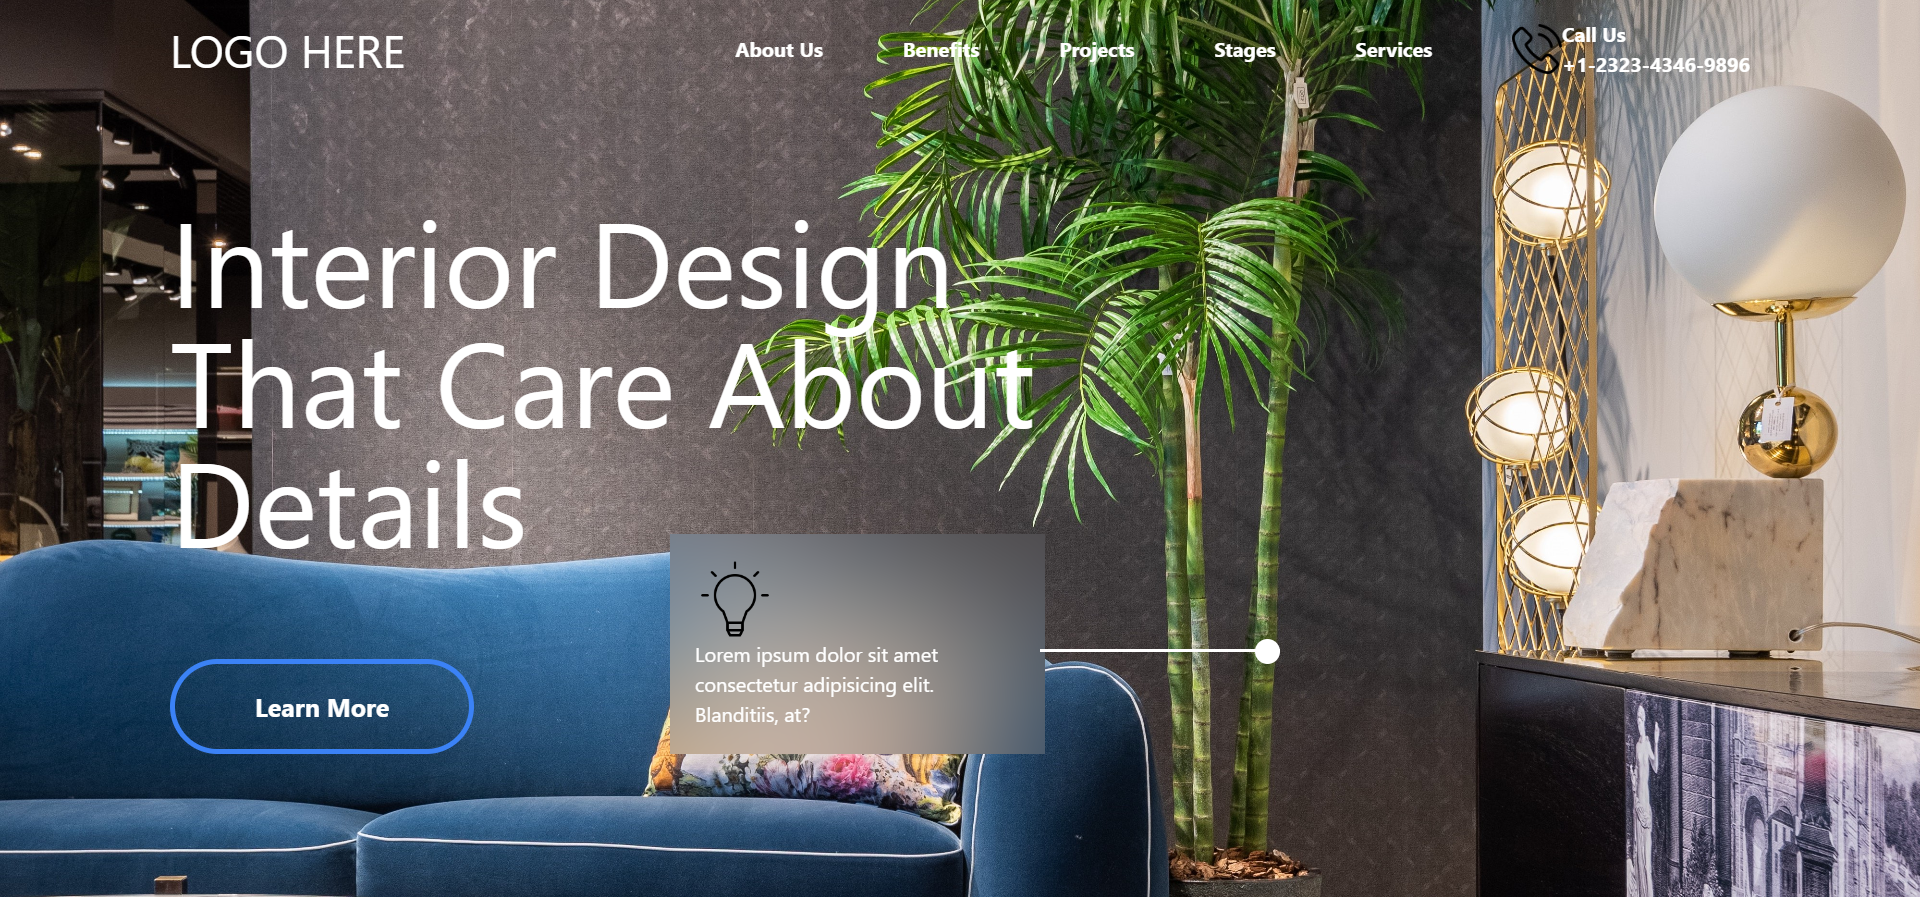 LOGO HERE
About Us
Benefits
Projects
Stages
Services
Call Us
+1-2323-4346-9896
Interior Design
That Care About
Details
Lorem ipsum dolor sit amet
consectetur adipisicing elit.
Blanditiis, at?
Learn More